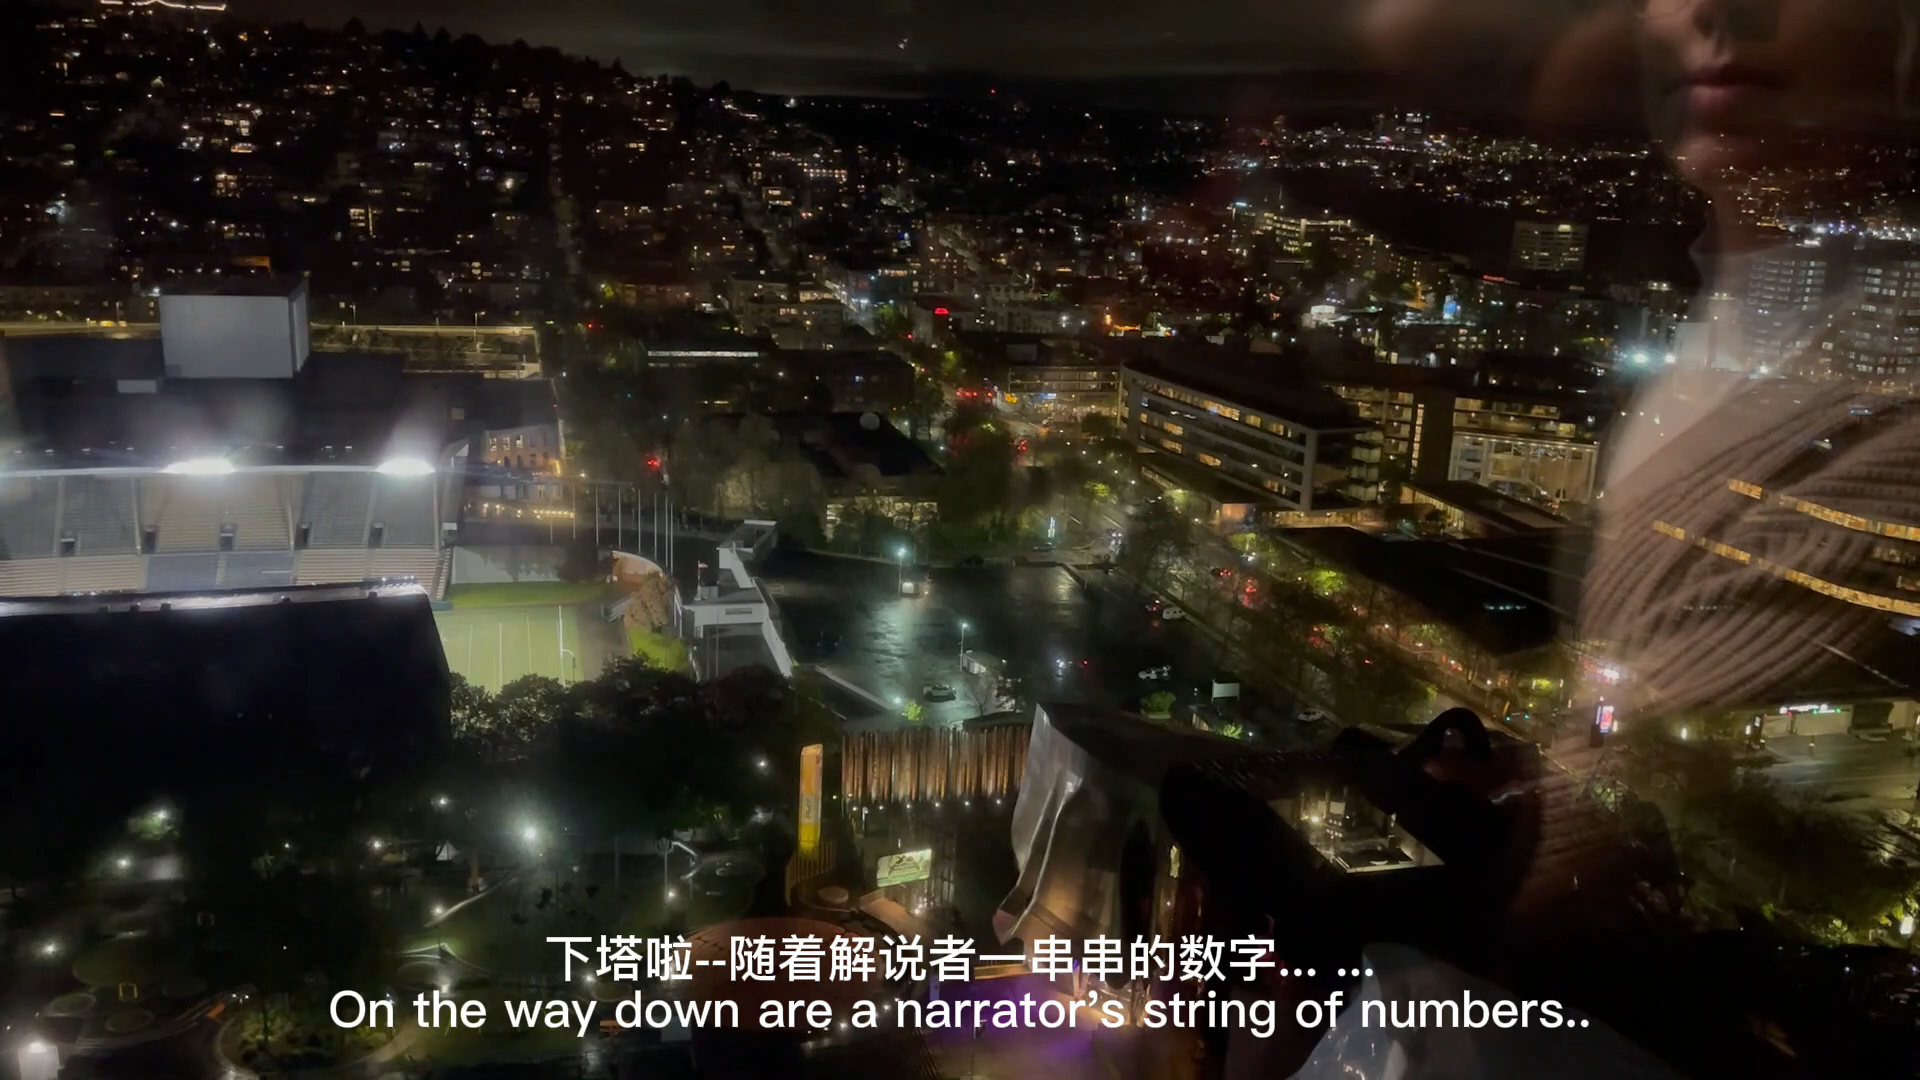 下塔啦--随着解说者一串串的数字... ...
On the way down are a narrator's string of numbers..